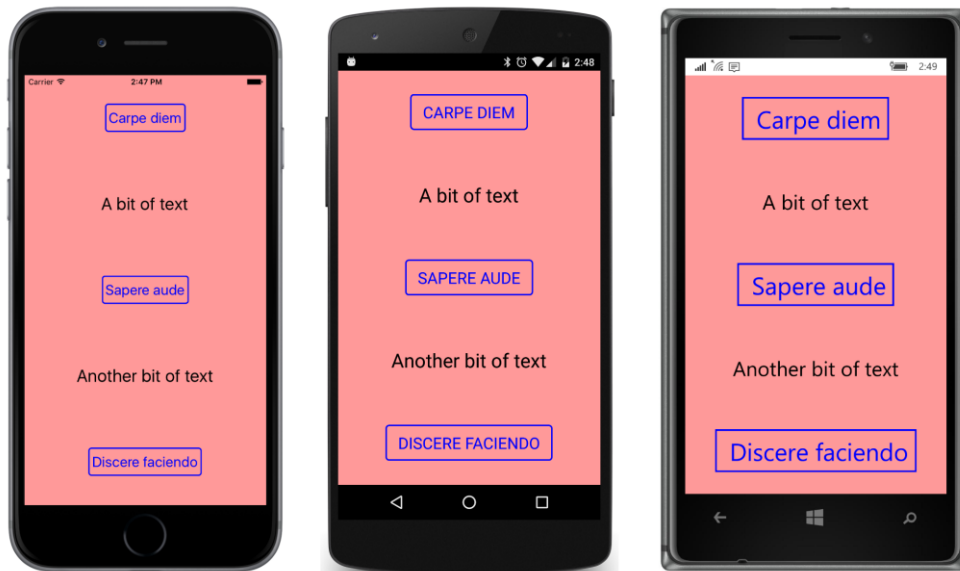 Carrier 2:47 PM
Carpe diem
A bit of text
Sapere aude
Another bit of text
Discere faciendo
2:48
CARPE DIEM
A bit of text
SAPERE AUDE
Another bit of text
DISCERE FACIENDO
2:49
Carpe diem
A bit of text
Sapere aude
Another bit of text
Discere faciendo